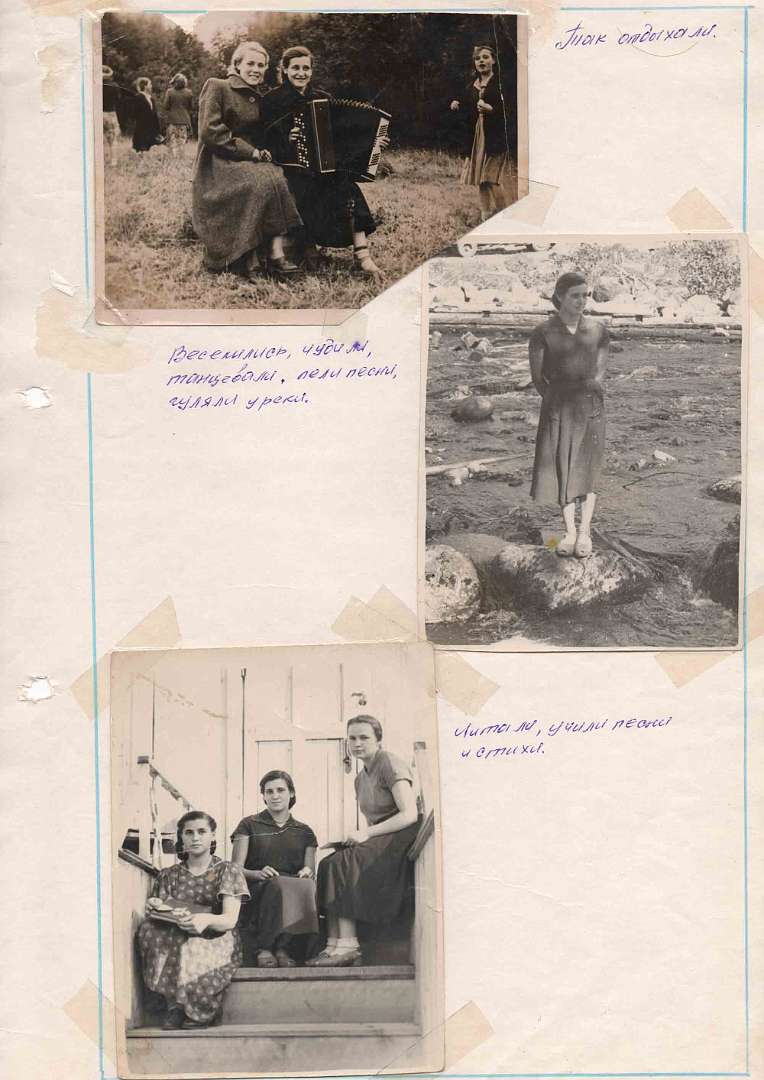 Так отдыхали.
Веселились, чудили,
танцевали, пели песни,
гуляли у реки.
Читали, учили песни
и стихи.